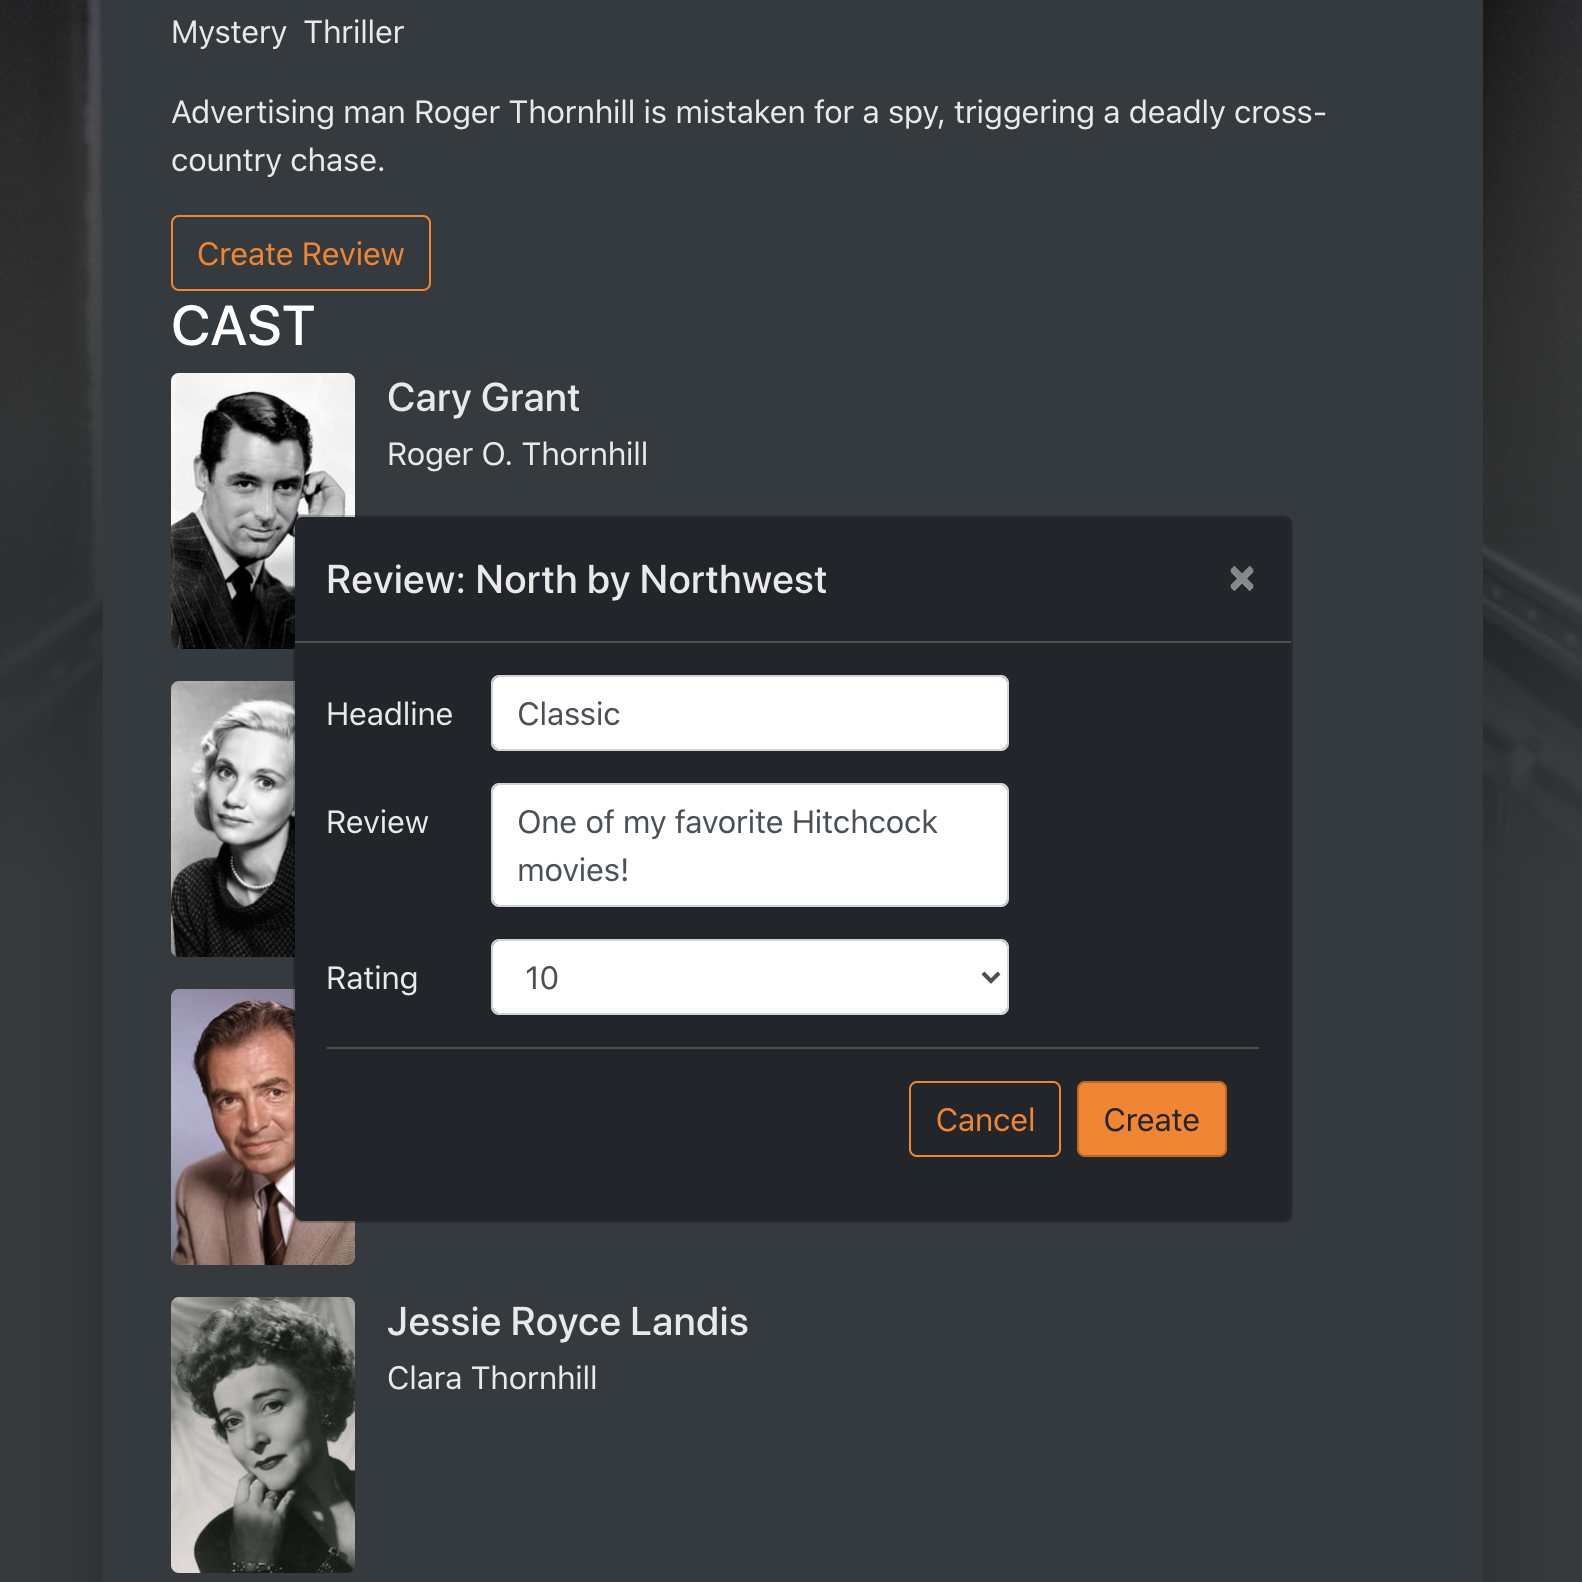 Mystery Thriller
Advertising man Roger Thornhill is mistaken for a spy, triggering a deadly cross-
country chase.
Create Review
CAST
Cary Grant
Roger O. Thornhill
Review: North by Northwest
Headline
Classic
Review
One of my favorite Hitchcock
movies!
Rating
10
Cancel
Create
Jessie Royce Landis
Clara Thornhill